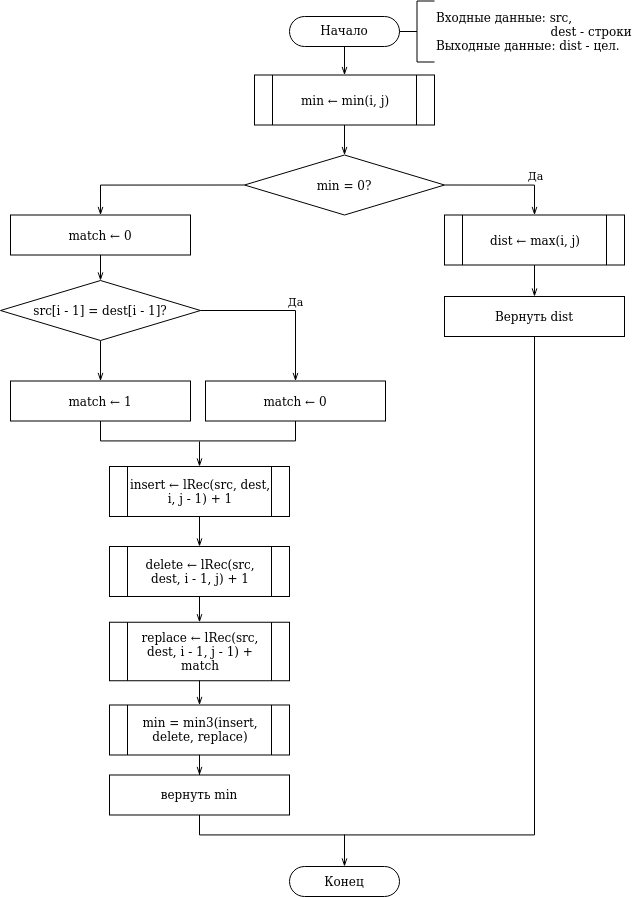 Начало
Входные данные: src,
dest - строки
Выходные данные: dist - цел.
min ← min(i, j)
min = 0?
Да
match ← 0
dist ← max(i, j)
src[i - 1] = dest[i - 1]?
Да
Вернуть dist
match ← 1
match ← 0
insert ← lRec(src, dest,
i, j - 1) + 1
delete ← lRec(src,
dest, i - 1, j) + 1
replace ← lRec(src,
dest, i - 1, j - 1) +
match
min = min3(insert,
delete, replace)
вернуть min
Конец